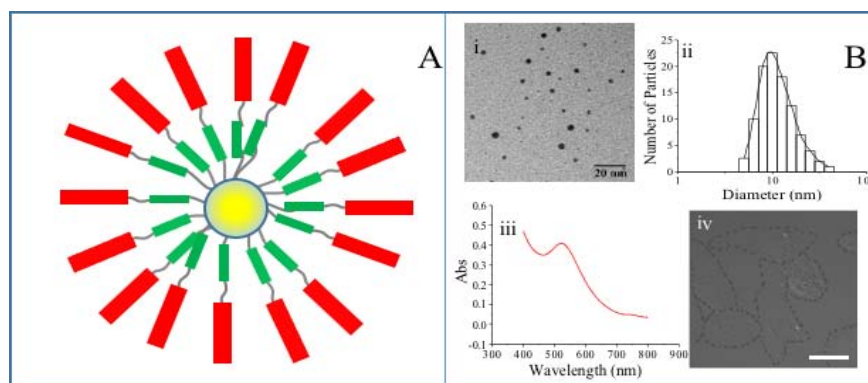 A
B
i
20 nm
ii
Number of Particles
25
20
15
10
5
0
1
10
100
Diameter (nm)
iii
Abs
0.6
0.5
0.4
0.3
0.2
0.1
0.0
-0.1
300 400 500 600 700 800 900
Wavelength (nm)
iv